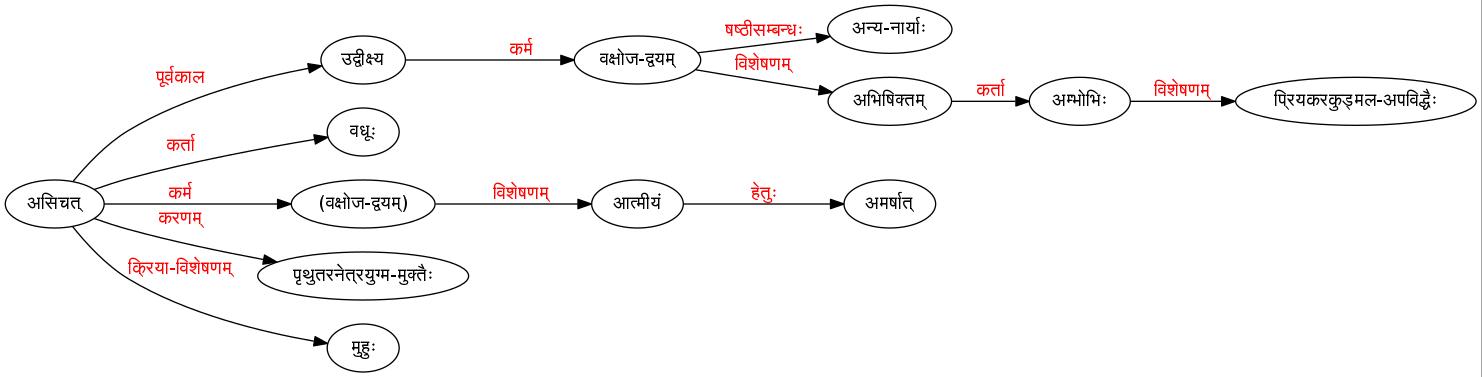 षष्ठीसम्बन्धः
अन्य-नार्याः
पूर्वकाल
उद्वीक्ष्य
कर्म
वक्षोज-द्वयम्
विशेषणम्
अभिषिक्तम्
कर्ता
अम्भोभिः
विशेषणम्
प्रियकरकुड्मल-अपविद्धैः
कर्ता
वधूः
असिचत्
कर्म
(वक्षोज-द्वयम्)
विशेषणम्
आत्मीयं
हेतुः
अमर्षात्
करणम्
पृथुतरनेत्रयुग्म-मुक्तैः
क्रिया-विशेषणम्
मुहुः